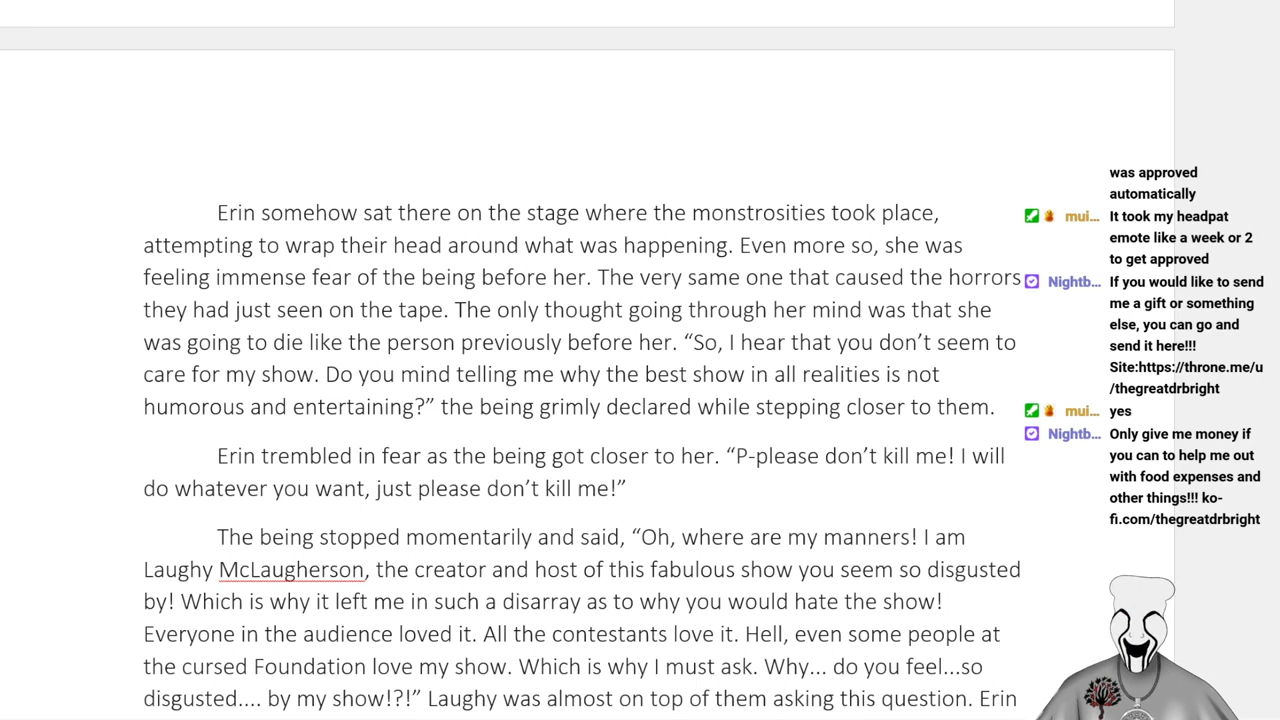 Erin somehow sat there on the stage where the monstrosities took place,
attempting to wrap their head around what was happening. Even more so, she was
feeling immense fear of the being before her. The very same one that caused the horrors
they had just seen on the tape. The only thought going through her mind was that she
was going to die like the person previously before her. “So, I hear that you don’t seem to
care for my show. Do you mind telling me why the best show in all realities is not
humorous and entertaining?” the being grimly declared while stepping closer to them.
Erin trembled in fear as the being got closer to her. “P-please don’t kill me! I will
do whatever you want, just please don’t kill me!”
The being stopped momentarily and said, “Oh, where are my manners! I am
Laughy McLaugherson, the creator and host of this fabulous show you seem so disgusted
by! Which is why it left me in such a disarray as to why you would hate the show!
Everyone in the audience loved it. All the contestants love it. Hell, even some people at
the cursed Foundation love my show. Which is why I must ask. Why... do you feel...so
disgusted.... by my show!?!” Laughy was almost on top of them asking this question. Erin
was approved
automatically
mui... It took my headpat
emote like a week or 2
to get approved
Nightb... If you would like to send
me a gift or something
else, you can go and
send it here!!!
Site:https://throne.me/u
/thegreatdrbright
mui... yes
Nightb... Only give me money if
you can to help me out
with food expenses and
other things!!! ko-
fi.com/thegreatdrbright